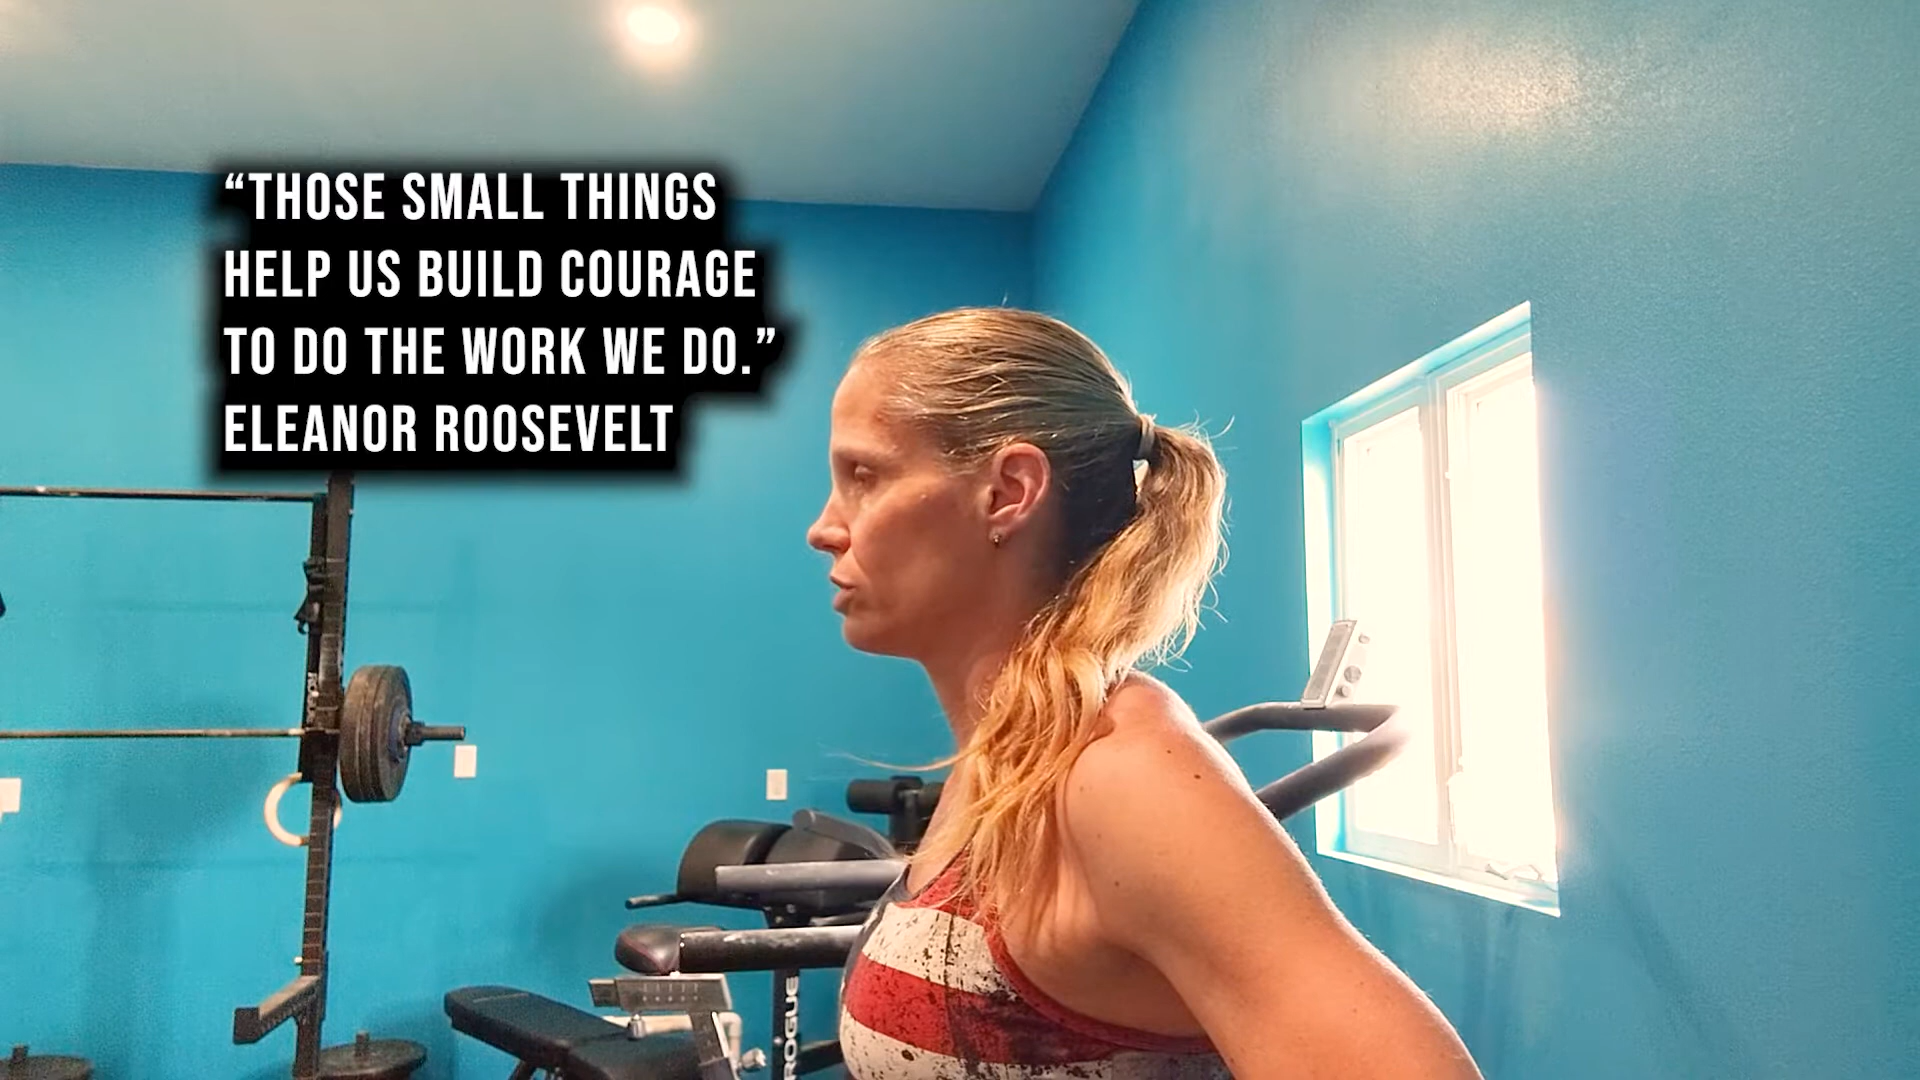 “THOSE SMALL THINGS
HELP US BUILD COURAGE
TO DO THE WORK WE DO.”
ELEANOR ROOSEVELT
ROGUE